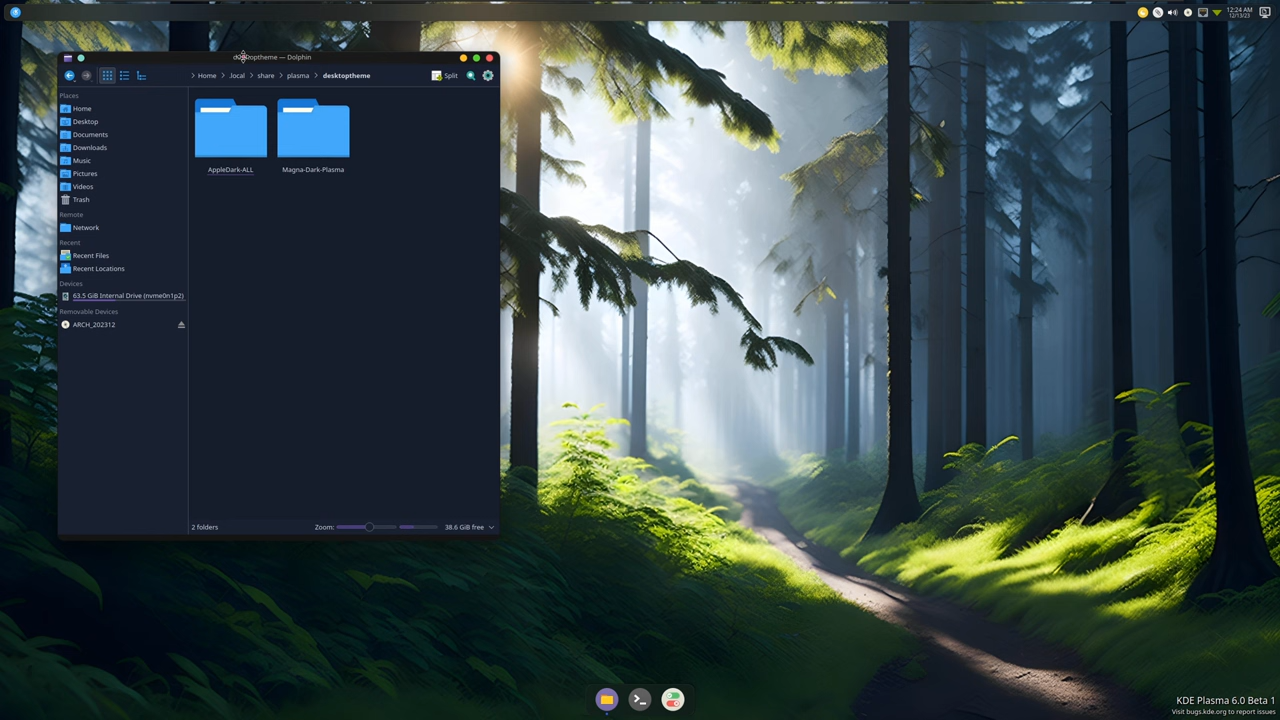 12:24 AM
12/13/23
desktoptheme — Dolphin
Home
.local
share
plasma
desktoptheme
Split
Places
Home
Desktop
Documents
Downloads
Music
Pictures
Videos
Trash
Remote
Network
Recent
Recent Files
Recent Locations
Devices
63.5 GiB Internal Drive (nvme0n1p2)
Removable Devices
ARCH_202312
AppleDark-ALL
Magna-Dark-Plasma
2 folders
Zoom:
38.6 GiB free
KDE Plasma 6.0 Beta 1
Visit bugs.kde.org to report issues